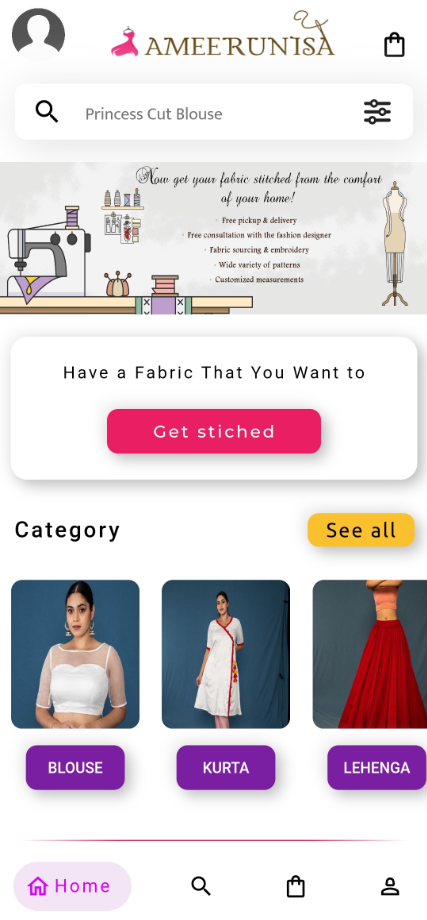 AMEERUNISA
Princess Cut Blouse
Now get your fabric stitched from the comfort
of your home!
· Free pickup & delivery
· Free consultation with the fashion designer
· Fabric sourcing & embroidery
· Wide variety of patterns
· Customized measurements
Have a Fabric That You Want to
Get stiched
Category
See all
BLOUSE
KURTA
LEHENGA
Home